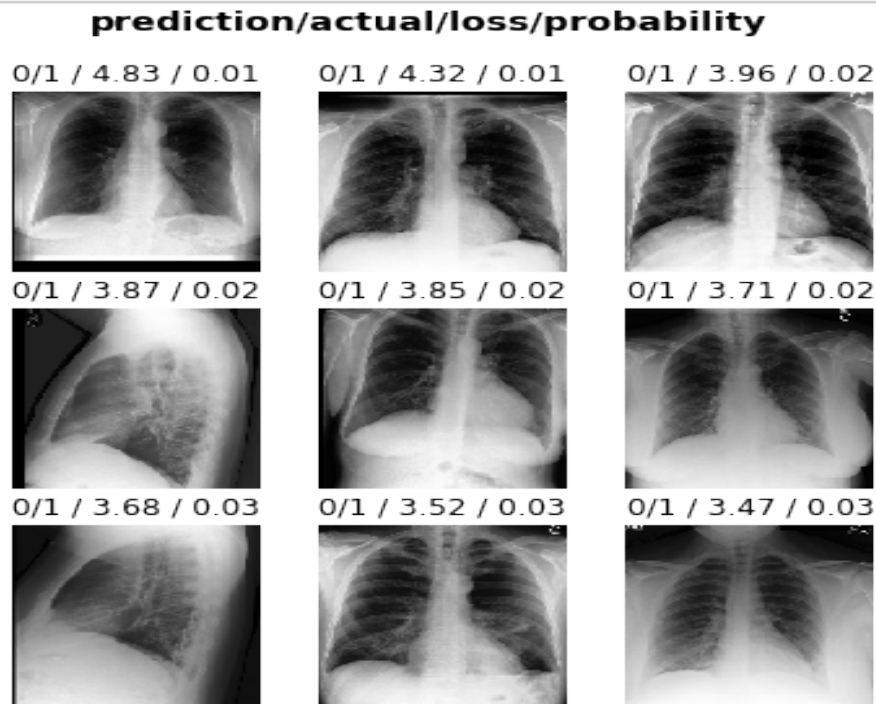 prediction/actual/loss/probability
0/1 / 4.83 / 0.01
0/1 / 4.32 / 0.01
0/1 / 3.96 / 0.02
0/1 / 3.87 / 0.02
0/1 / 3.85 / 0.02
0/1 / 3.71 / 0.02
0/1 / 3.68 / 0.03
0/1 / 3.52 / 0.03
0/1 / 3.47 / 0.03